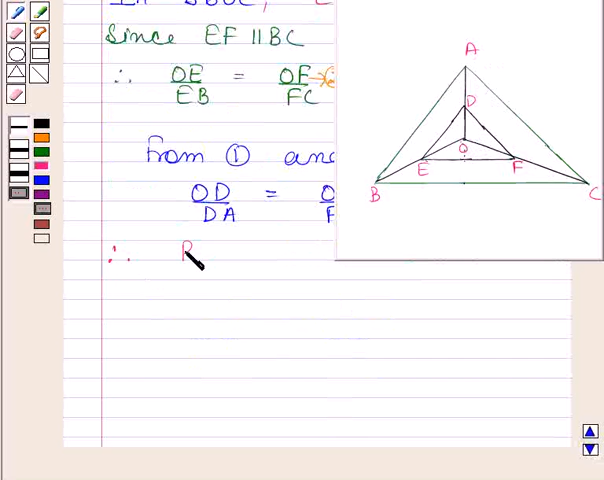 Since EF || BC
∴ OE/EB = OF/FC →
From ① and
OD/DA =
∴
A
D
O
E F
B C